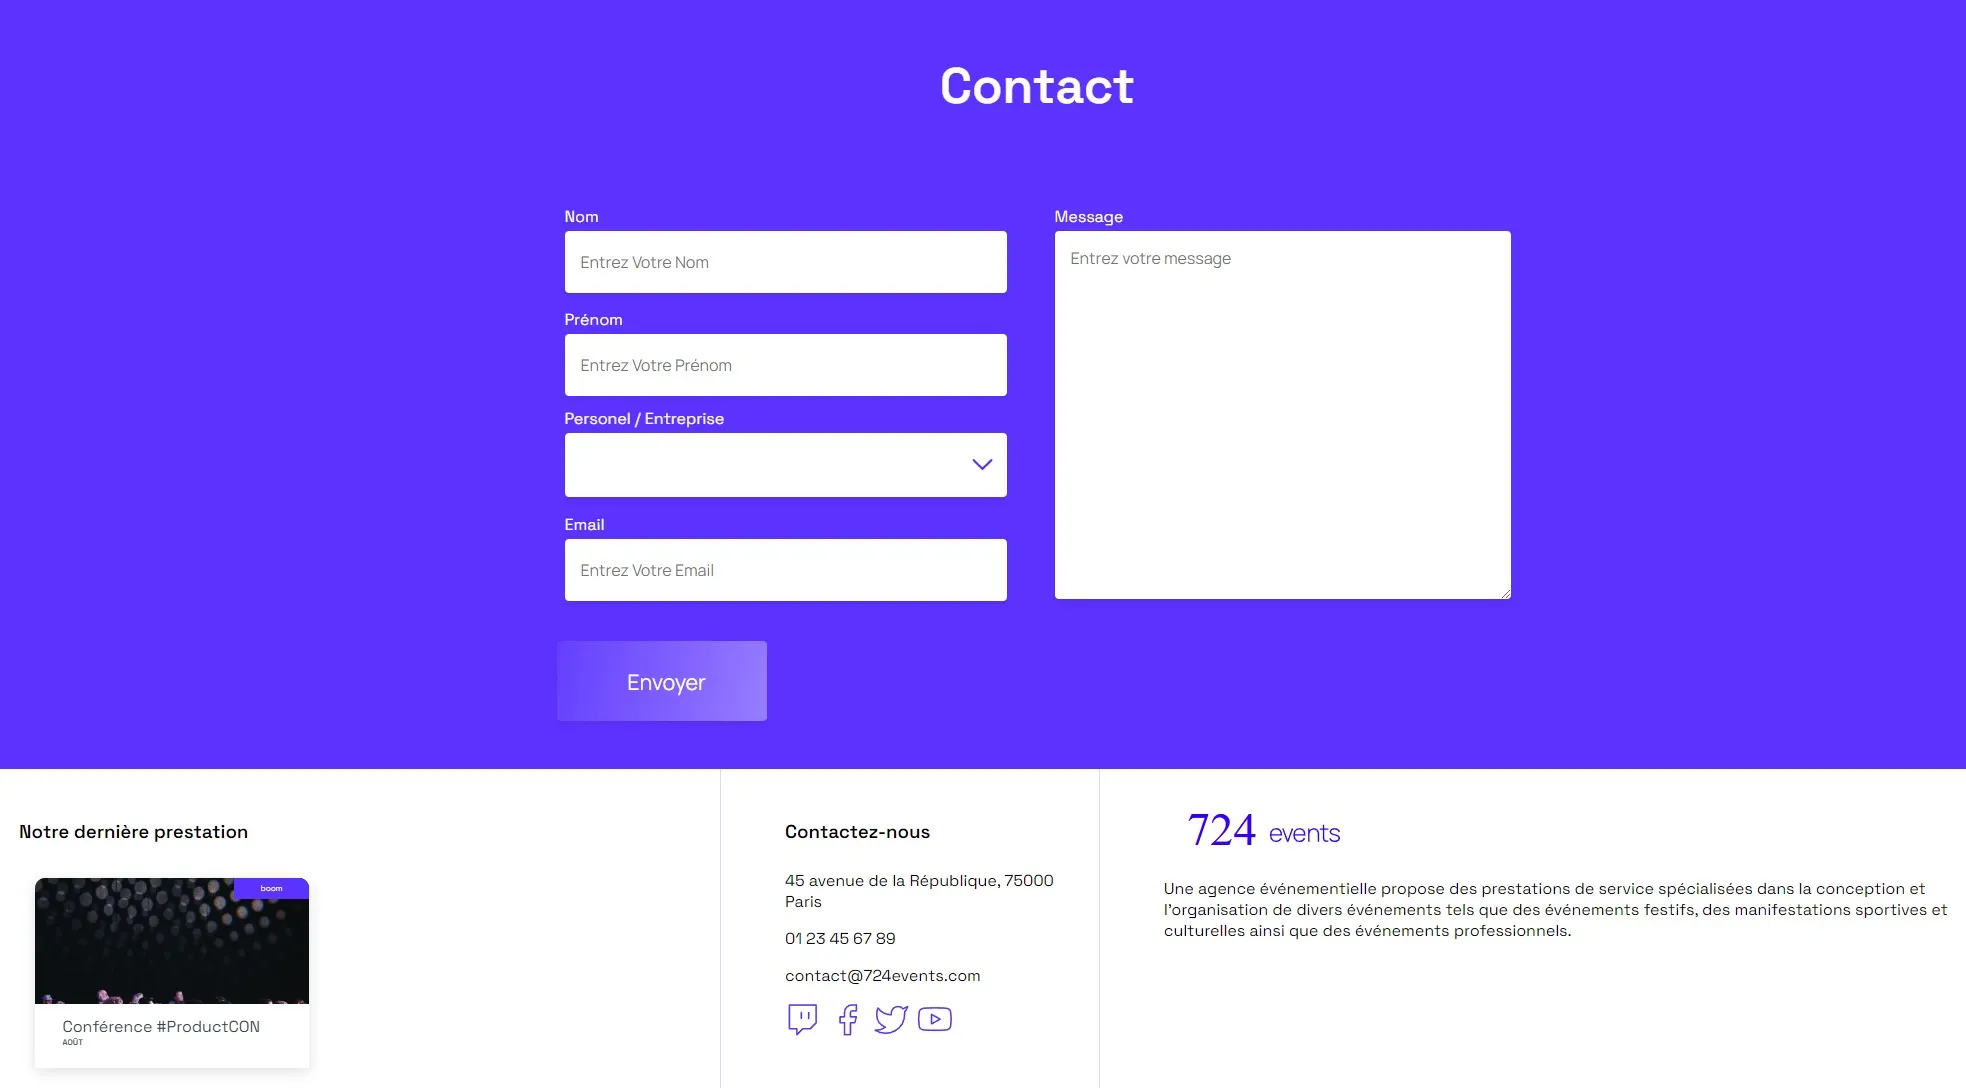 Contact
Nom
Entrez Votre Nom
Prénom
Entrez Votre Prénom
Personel / Entreprise
Email
Entrez Votre Email
Message
Entrez votre message
Envoyer
Notre dernière prestation
boom
Conférence #ProductCON
AOÛT
Contactez-nous
45 avenue de la République, 75000
Paris
01 23 45 67 89
contact@724events.com
724 events
Une agence événementielle propose des prestations de service spécialisées dans la conception et
l'organisation de divers événements tels que des événements festifs, des manifestations sportives et
culturelles ainsi que des événements professionnels.